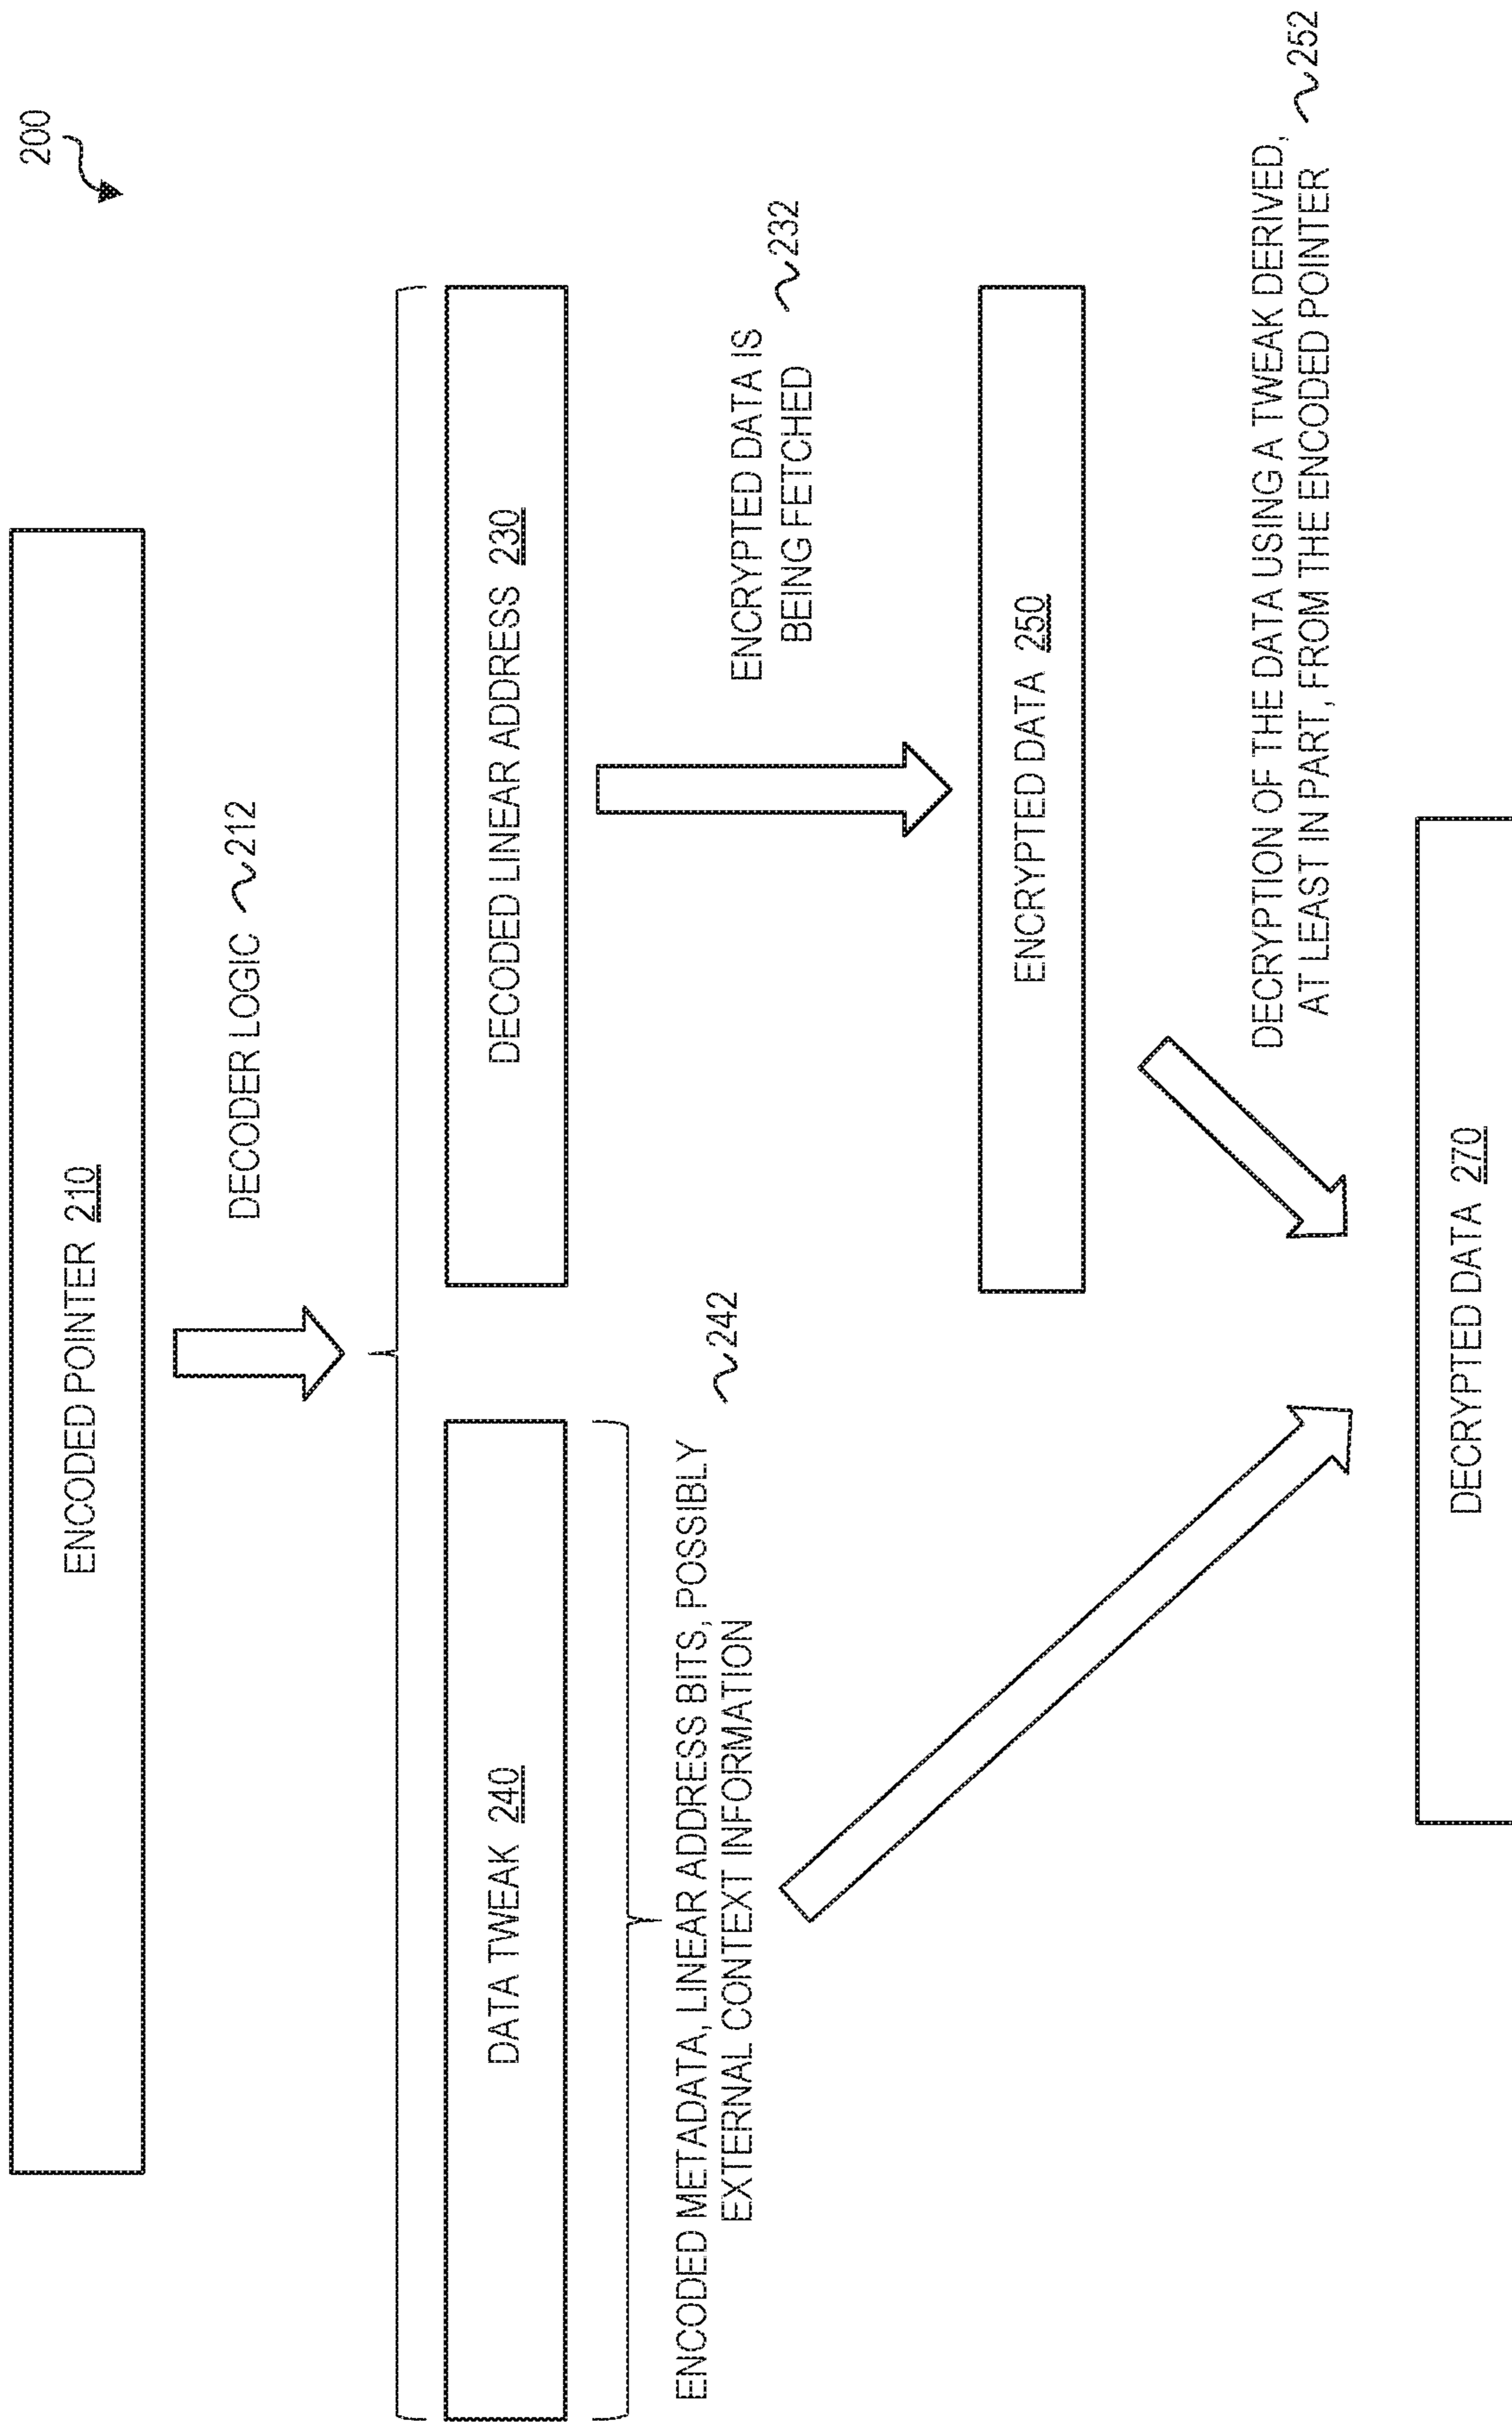 200
ENCODED POINTER 210
DECODER LOGIC 212
DATA TWEAK 240
DECODED LINEAR ADDRESS 230
ENCODED METADATA, LINEAR ADDRESS BITS, POSSIBLY
EXTERNAL CONTEXT INFORMATION
242
ENCRYPTED DATA IS
BEING FETCHED
232
ENCRYPTED DATA 250
DECRYPTION OF THE DATA USING A TWEAK DERIVED,
AT LEAST IN PART, FROM THE ENCODED POINTER
252
DECRYPTED DATA 270